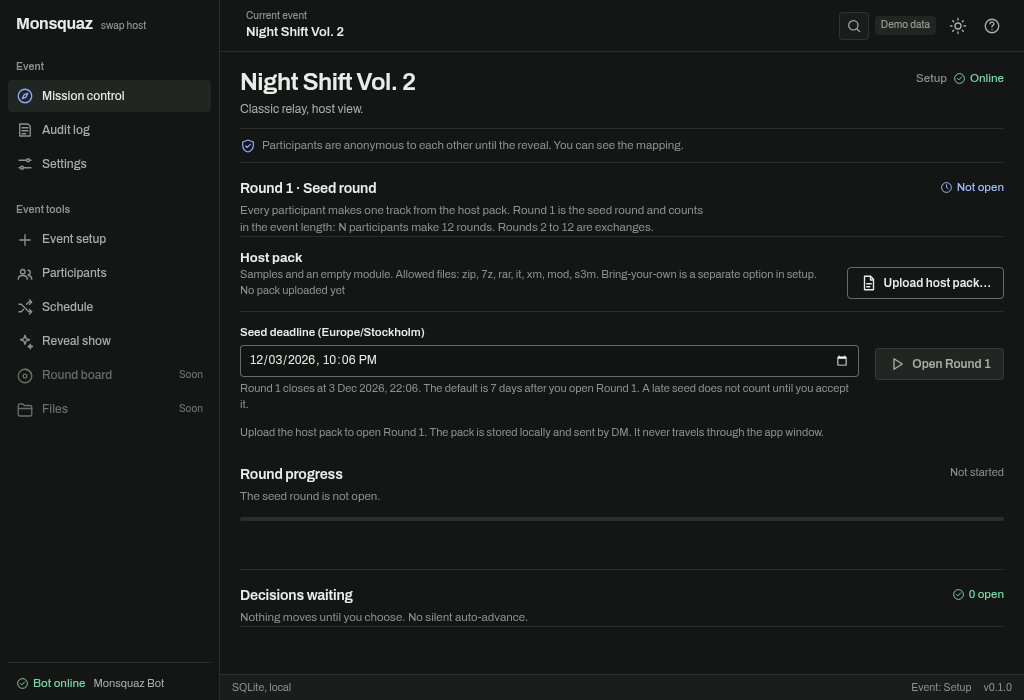 Monsquaz swap host
Event
Mission control
Audit log
Settings
Event tools
Event setup
Participants
Schedule
Reveal show
Round board Soon
Files Soon
Bot online Monsquaz Bot
Current event
Night Shift Vol. 2
Demo data
Night Shift Vol. 2
Setup Online
Classic relay, host view.
Participants are anonymous to each other until the reveal. You can see the mapping.
Round 1 · Seed round
Not open
Every participant makes one track from the host pack. Round 1 is the seed round and counts
in the event length: N participants make 12 rounds. Rounds 2 to 12 are exchanges.
Host pack
Samples and an empty module. Allowed files: zip, 7z, rar, it, xm, mod, s3m. Bring-your-own is a separate option in setup.
No pack uploaded yet
Upload host pack…
Seed deadline (Europe/Stockholm)
12/03/2026, 10:06 PM
Open Round 1
Round 1 closes at 3 Dec 2026, 22:06. The default is 7 days after you open Round 1. A late seed does not count until you accept
it.
Upload the host pack to open Round 1. The pack is stored locally and sent by DM. It never travels through the app window.
Round progress
Not started
The seed round is not open.
Decisions waiting
0 open
Nothing moves until you choose. No silent auto-advance.
SQLite, local
Event: Setup v0.1.0